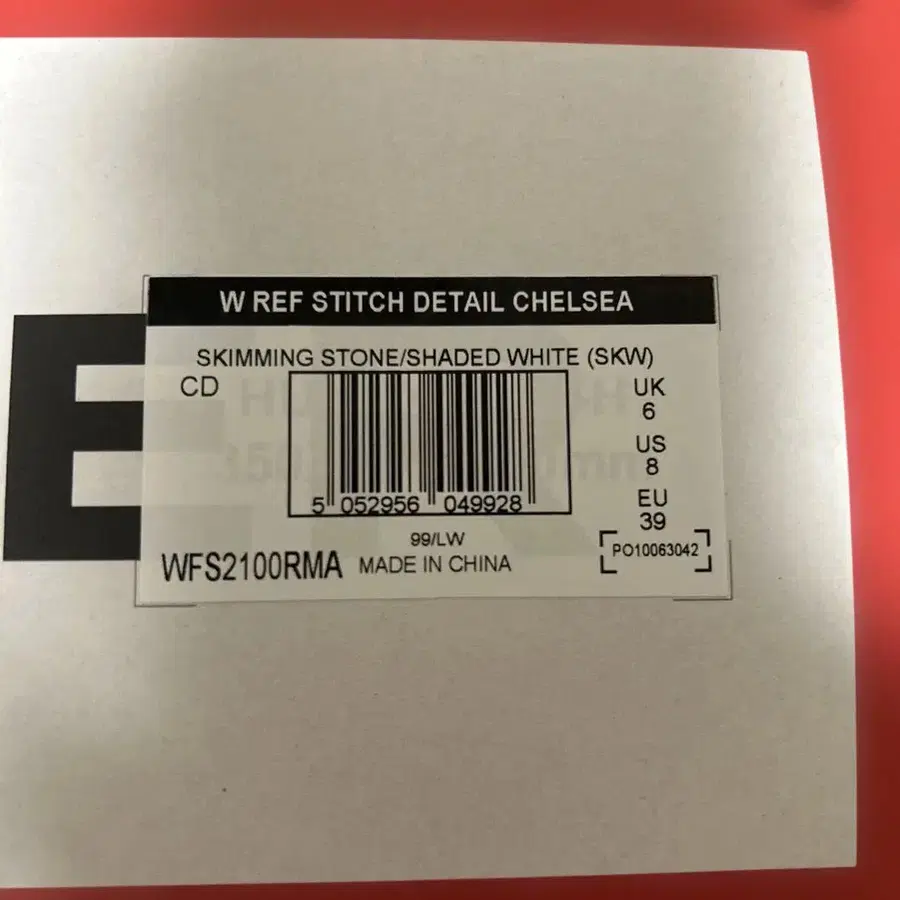 E
W REF STITCH DETAIL CHELSEA
SKIMMING STONE/SHADED WHITE (SKW)
CD
UK
6
US
8
EU
39
5 052956 049928
99/LW
WFS2100RMA MADE IN CHINA
PO10063042